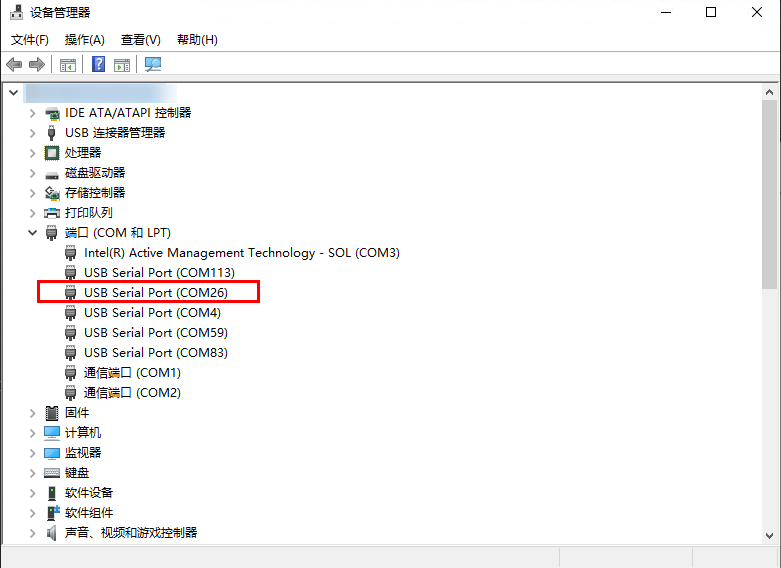 设备管理器
文件(F) 操作(A) 查看(V) 帮助(H)
IDE ATA/ATAPI 控制器
USB 连接器管理器
处理器
磁盘驱动器
存储控制器
打印队列
端口 (COM 和 LPT)
Intel(R) Active Management Technology - SOL (COM3)
USB Serial Port (COM113)
USB Serial Port (COM26)
USB Serial Port (COM4)
USB Serial Port (COM59)
USB Serial Port (COM83)
通信端口 (COM1)
通信端口 (COM2)
固件
计算机
监视器
键盘
软件设备
软件组件
声音、视频和游戏控制器